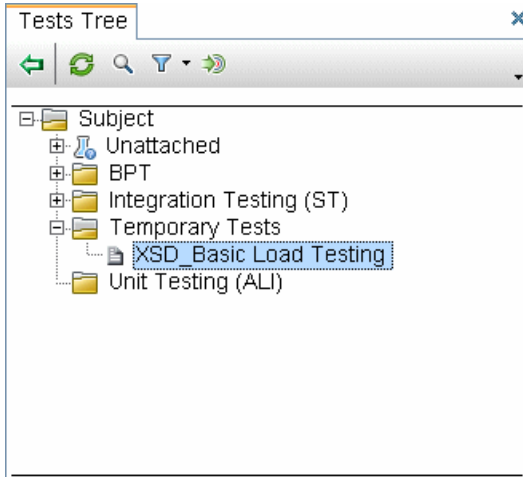 Tests Tree
Subject
Unattached
BPT
Integration Testing (ST)
Temporary Tests
XSD_Basic Load Testing
Unit Testing (ALI)